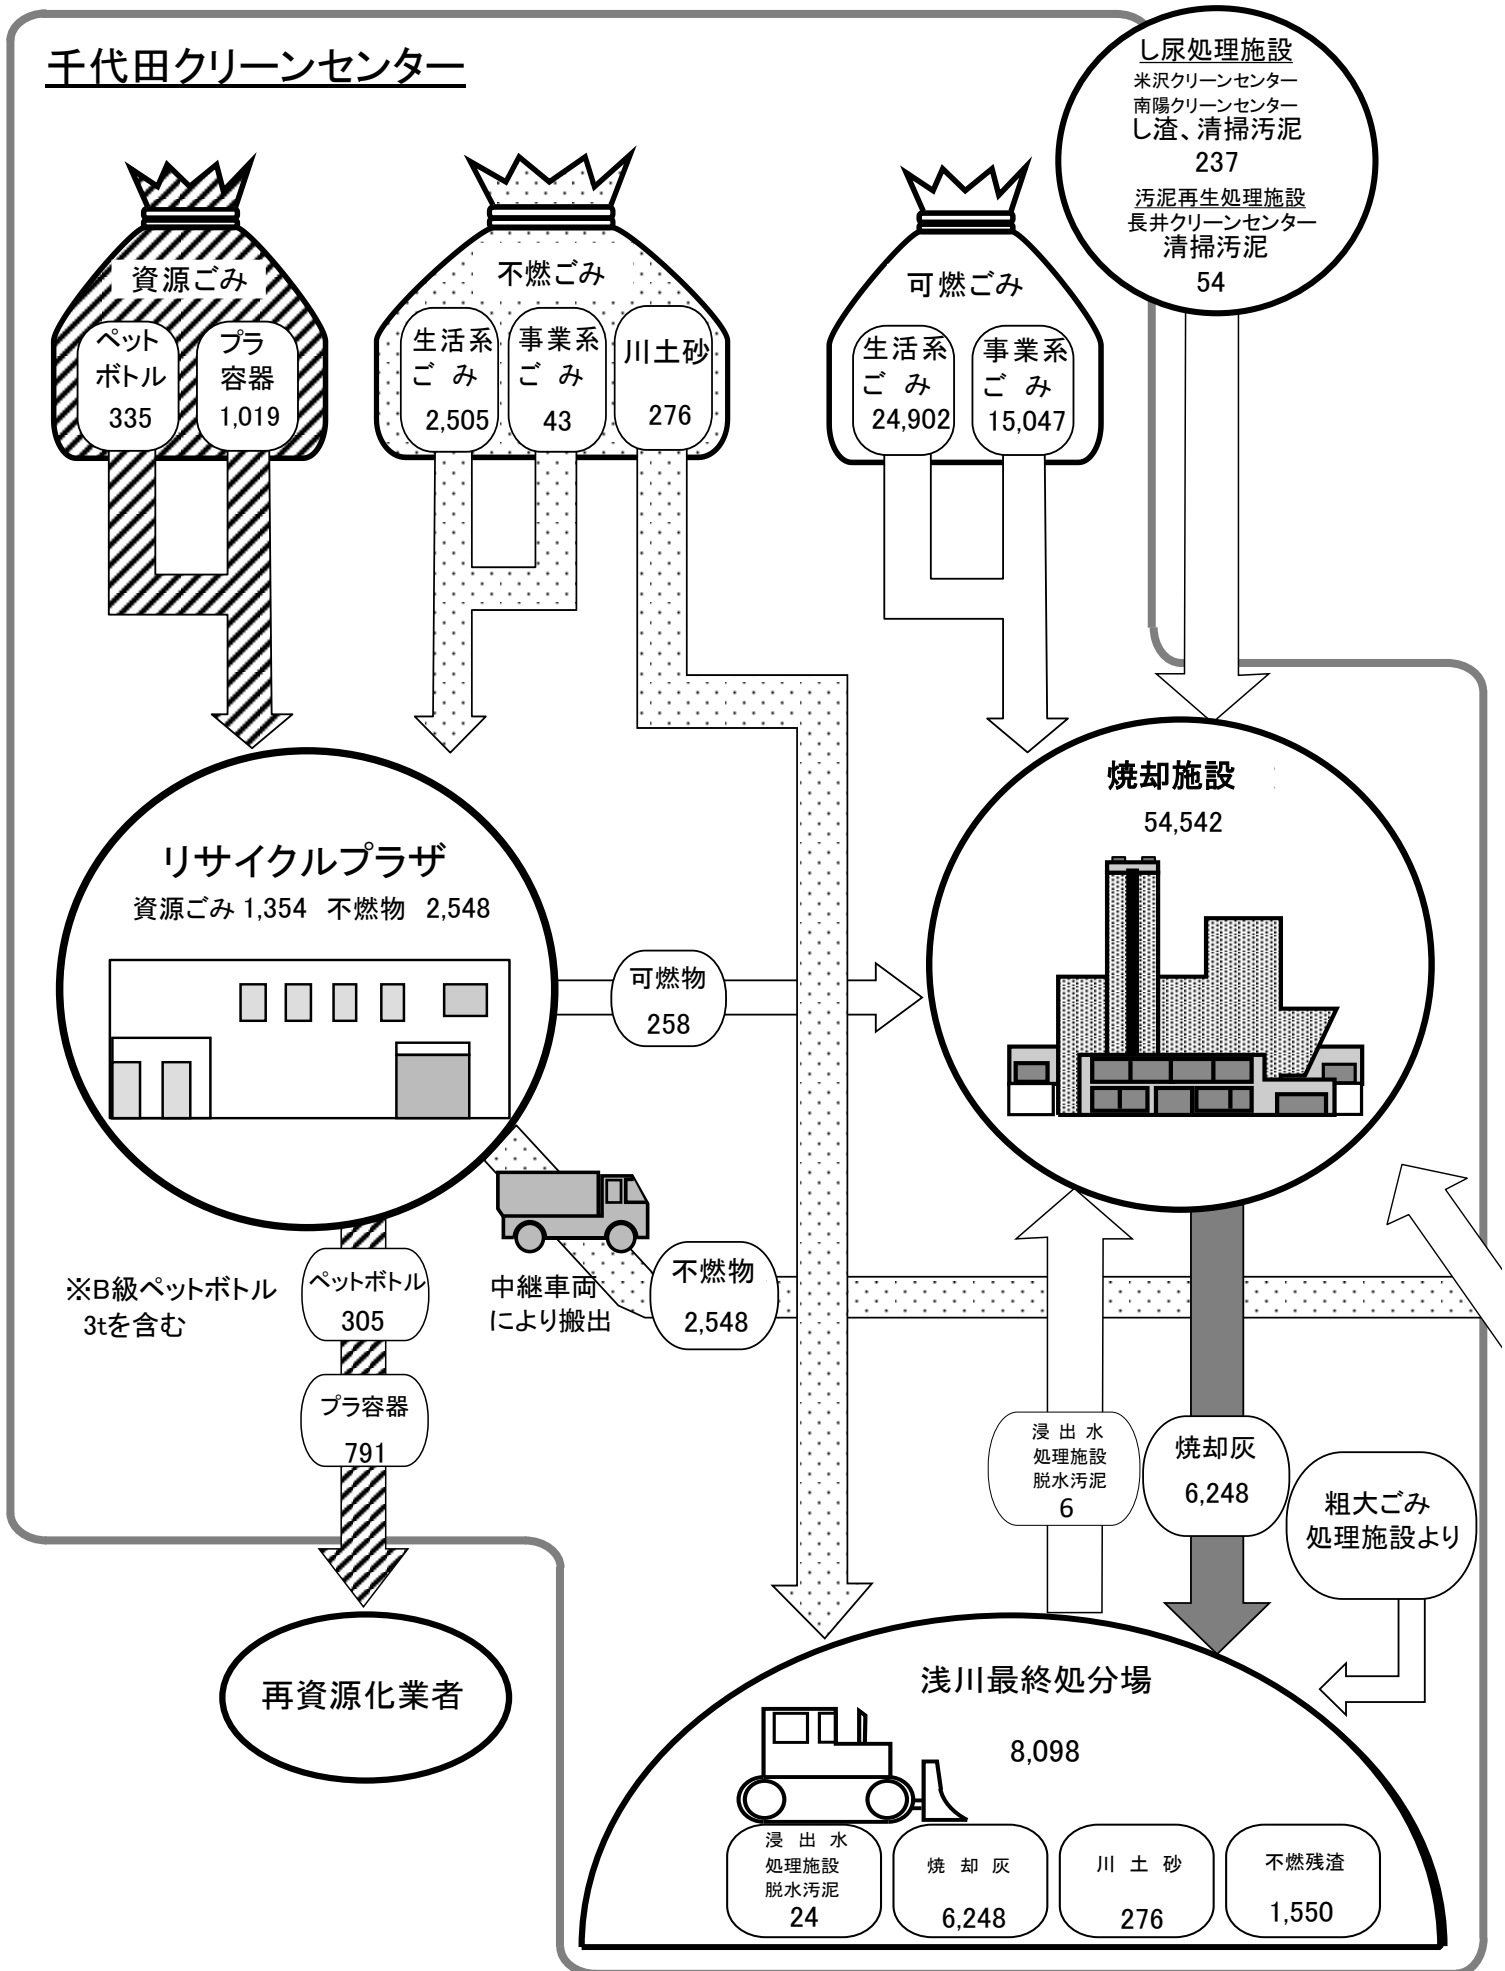 千代田クリーンセンター
し尿処理施設
米沢クリーンセンター
南陽クリーンセンター
し渣、清掃汚泥
237
汚泥再生処理施設
長井クリーンセンター
清掃汚泥
54
資源ごみ
ペット
ボトル
335
プラ
容器
1,019
不燃ごみ
生活系
ご み
2,505
事業系
ご み
43
川土砂
276
可燃ごみ
生活系
ご み
24,902
事業系
ご み
15,047
リサイクルプラザ
資源ごみ 1,354 不燃物 2,548
焼却施設
54,542
可燃物
258
中継車両
により搬出
不燃物
2,548
※B級ペットボトル
3tを含む
ペットボトル
305
プラ容器
791
再資源化業者
浸 出 水
処理施設
脱水汚泥
6
焼却灰
6,248
粗大ごみ
処理施設より
浅川最終処分場
8,098
浸 出 水
処理施設
脱水汚泥
24
焼 却 灰
6,248
川 土 砂
276
不燃残渣
1,550